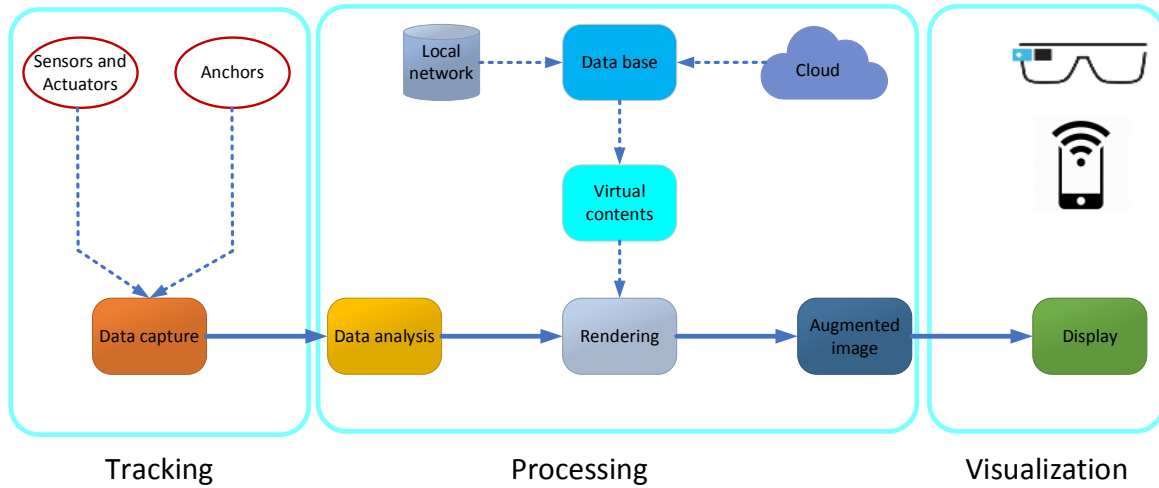 Sensors and
Actuators
Anchors
Local
network
Data base
Cloud
Virtual
contents
Data capture
Data analysis
Rendering
Augmented
image
Display
Tracking
Processing
Visualization